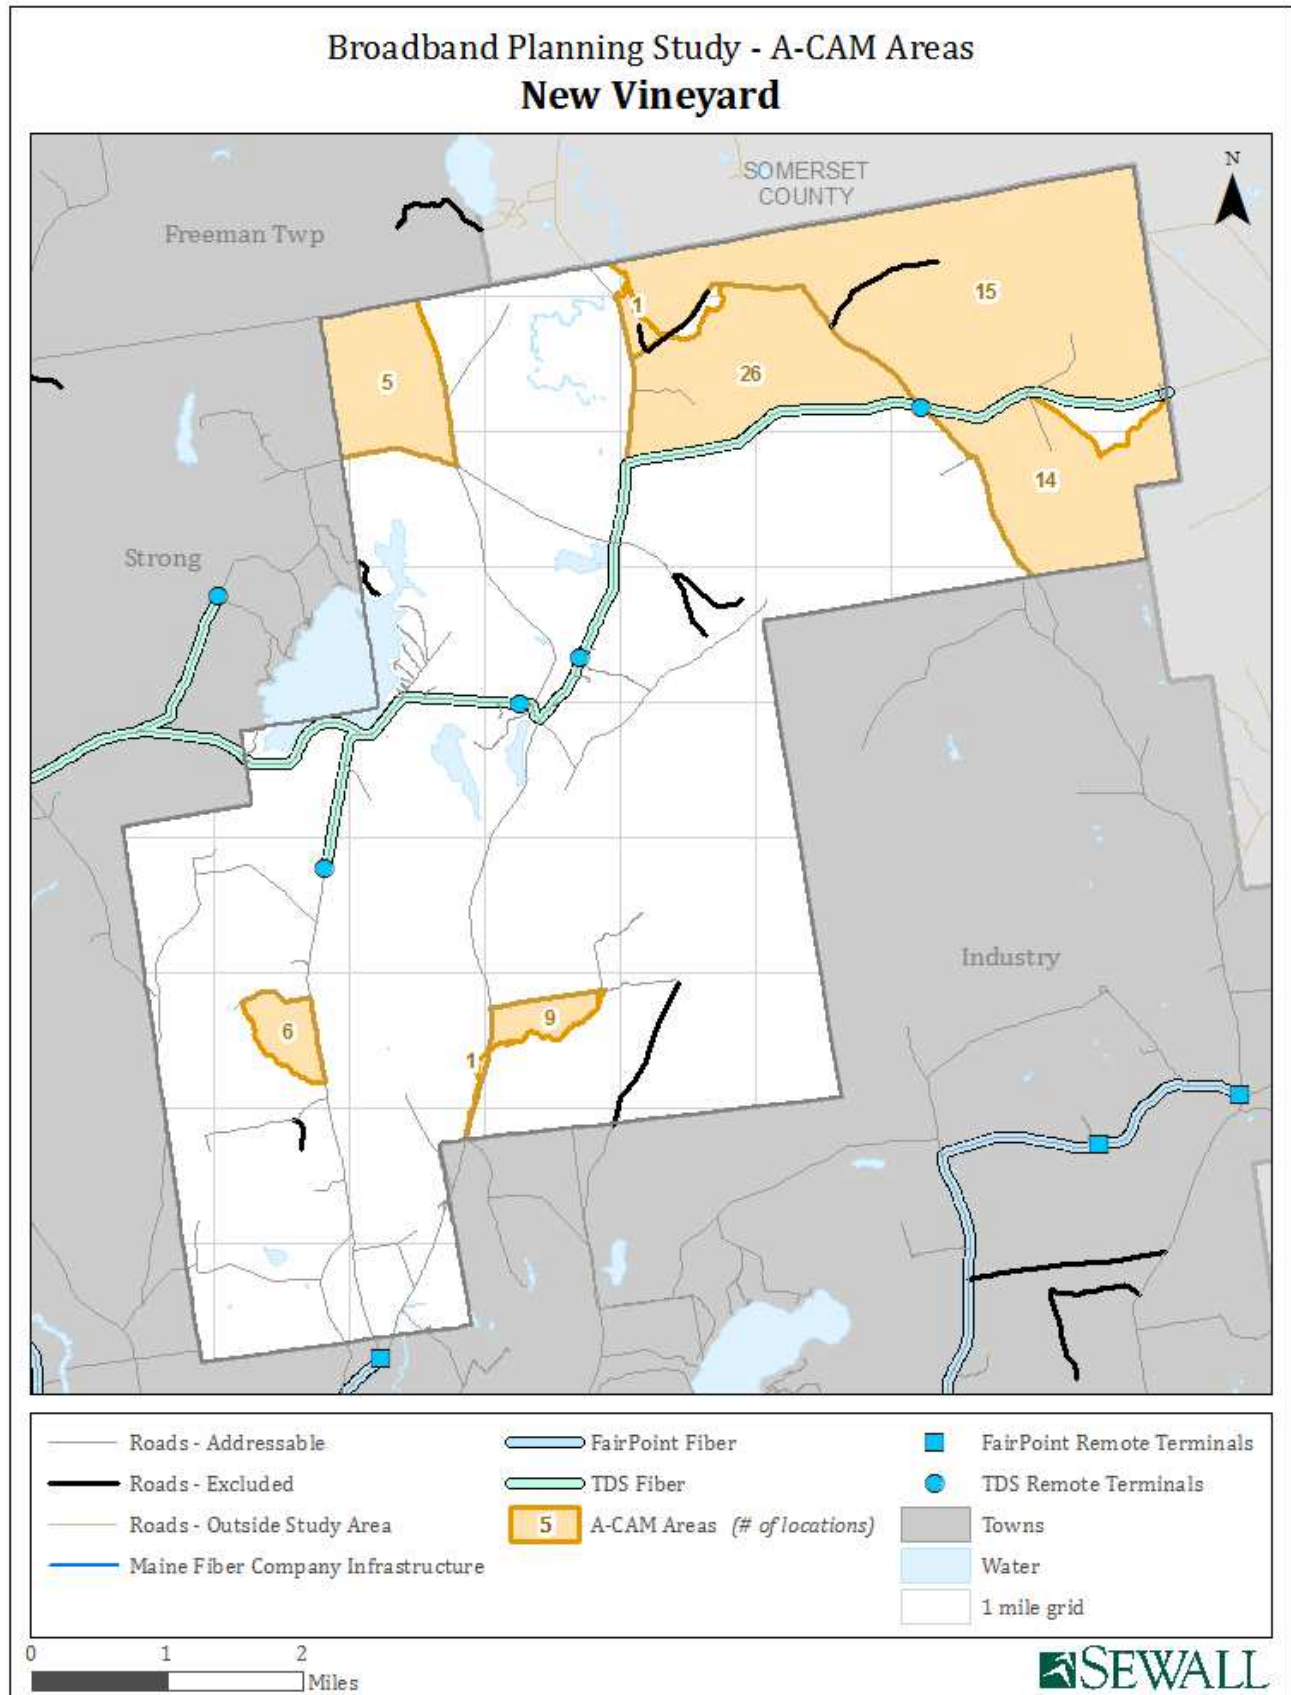 Broadband Planning Study - A-CAM Areas
New Vineyard
SOMERSET
COUNTY
N
Freeman Twp
1
15
5
26
14
Strong
Industry
6
9
1
Roads - Addressable
Roads - Excluded
Roads - Outside Study Area
Maine Fiber Company Infrastructure
FairPoint Fiber
TDS Fiber
5 A-CAM Areas (# of locations)
FairPoint Remote Terminals
TDS Remote Terminals
Towns
Water
1 mile grid
0 1 2
Miles
SEWALL